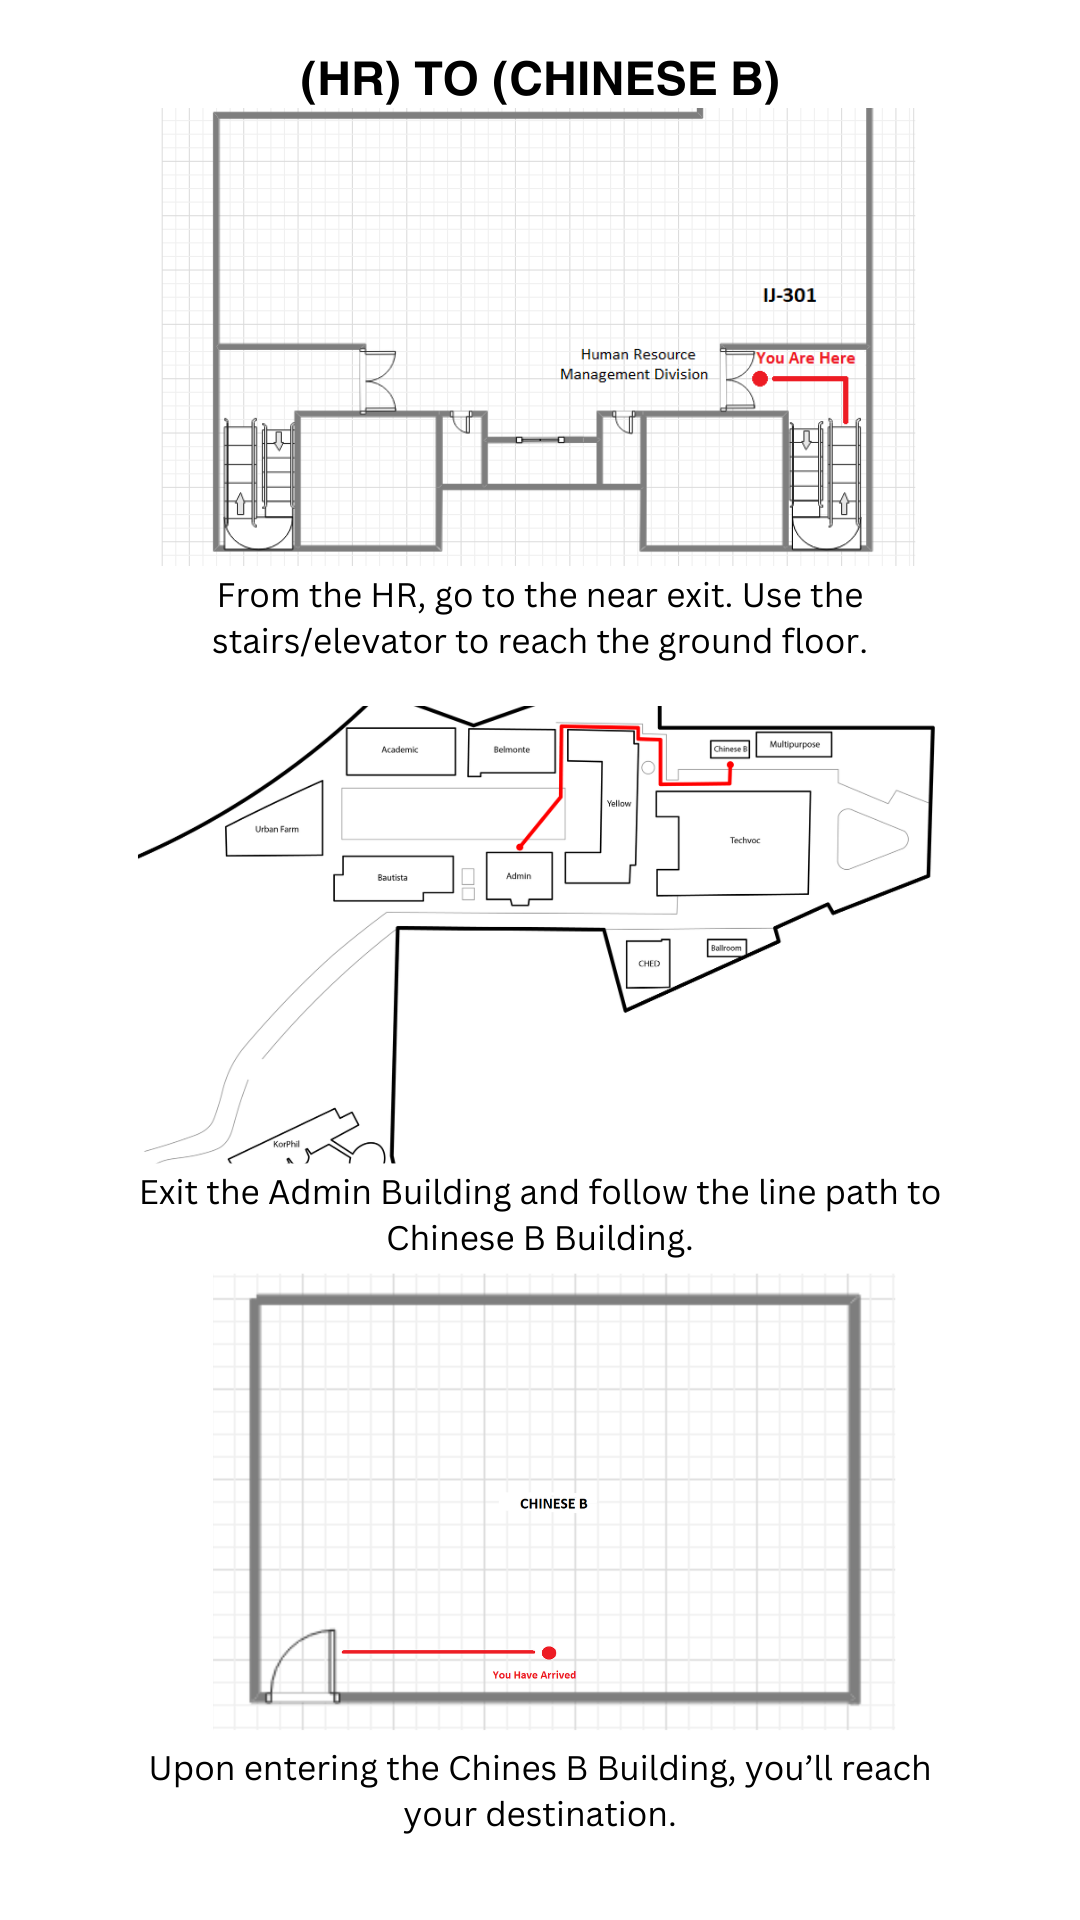 (HR) TO (CHINESE B)
IJ-301
Human Resource
Management Division
You Are Here
From the HR, go to the near exit. Use the
stairs/elevator to reach the ground floor.
Academic
Belmonte
Chinese B
Multipurpose
Yellow
Urban Farm
Techvoc
Bautista
Admin
CHED
Ballroom
KorPhil
Exit the Admin Building and follow the line path to
Chinese B Building.
CHINESE B
You Have Arrived
Upon entering the Chines B Building, you’ll reach
your destination.